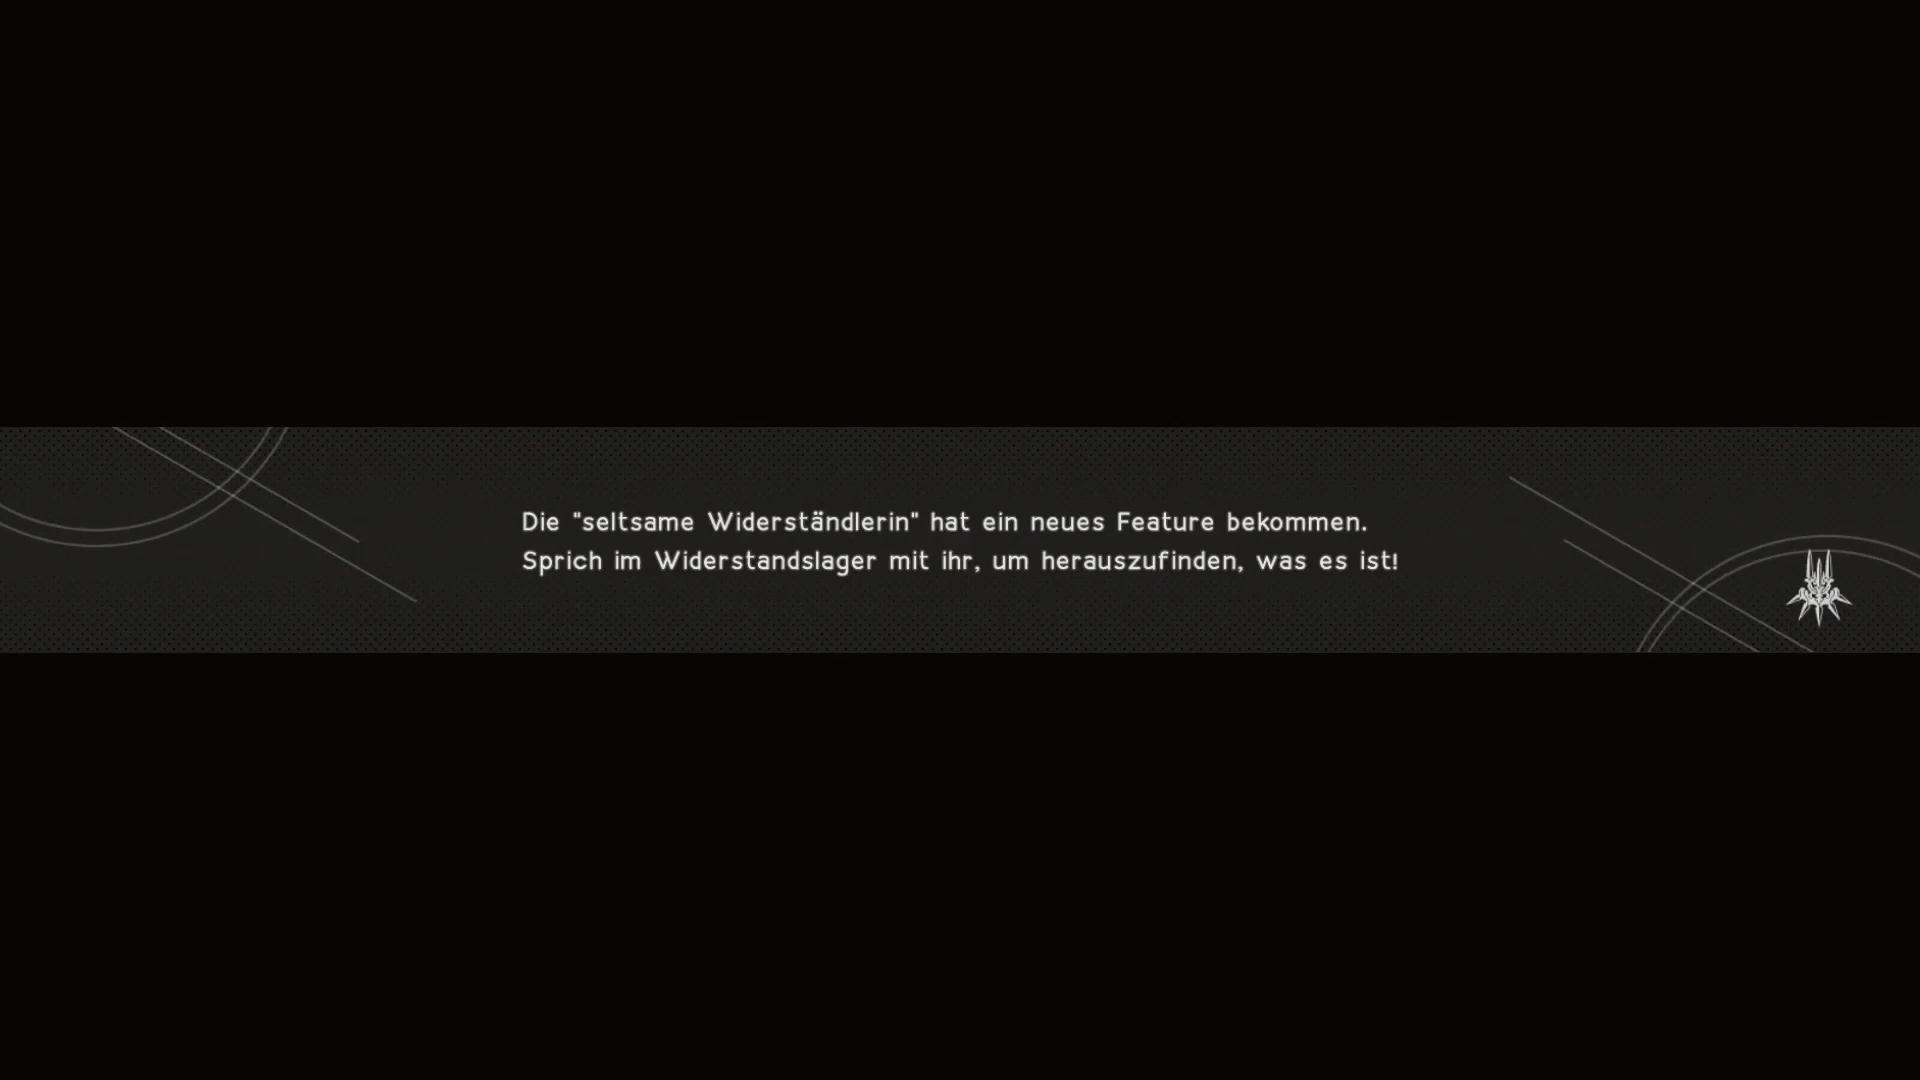 Die "seltsame Widerständlerin" hat ein neues Feature bekommen.
Sprich im Widerstandslager mit ihr, um herauszufinden, was es ist!